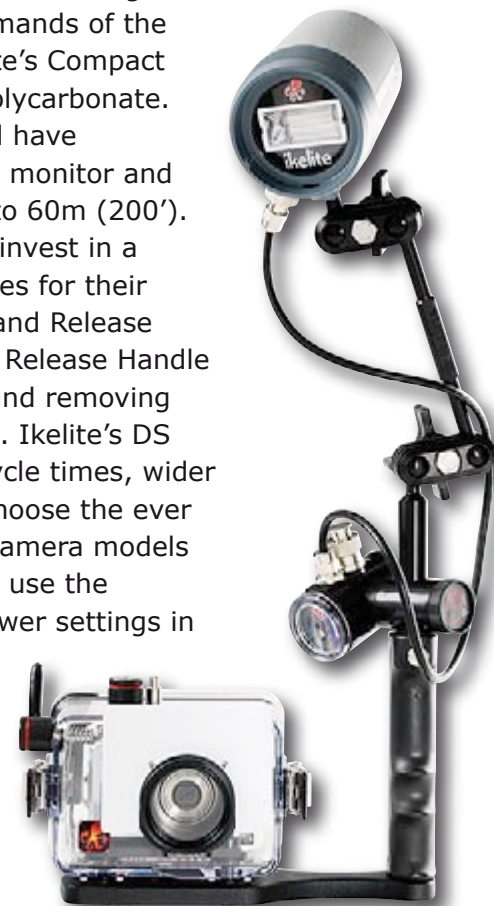 mands of the
te's Compact
olycarbonate.
l have
monitor and
to 60m (200').
invest in a
es for their
and Release
Release Handle
and removing
. Ikelite's DS
ycle times, wider
hoose the ever
amera models
use the
wer settings in
ikelite